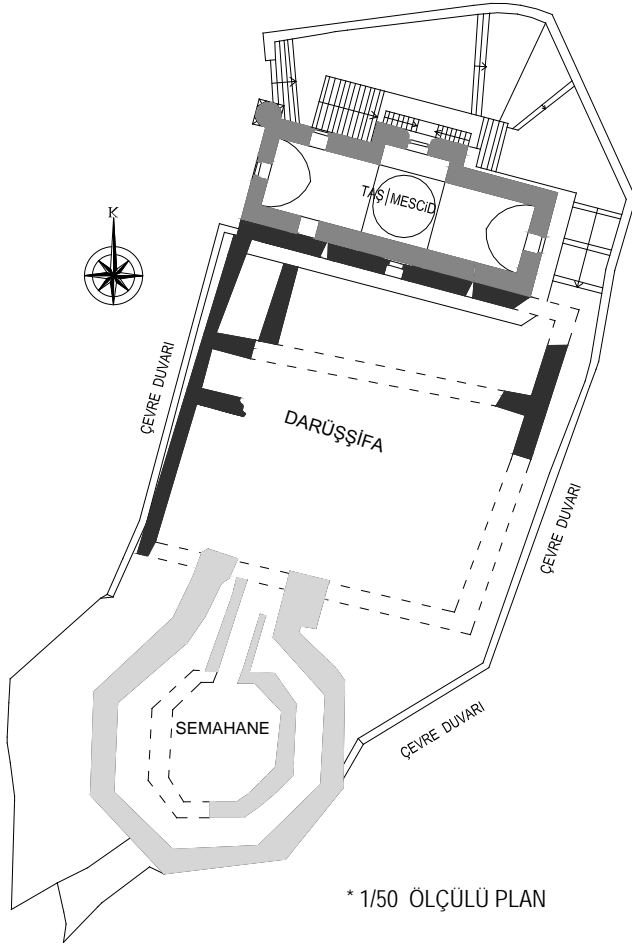 TAŞ MESCİD
K
ÇEVRE DUVARI
DARÜŞŞİFA
ÇEVRE DUVARI
SEMAHANE
ÇEVRE DUVARI
* 1/50 ÖLÇÜLÜ PLAN